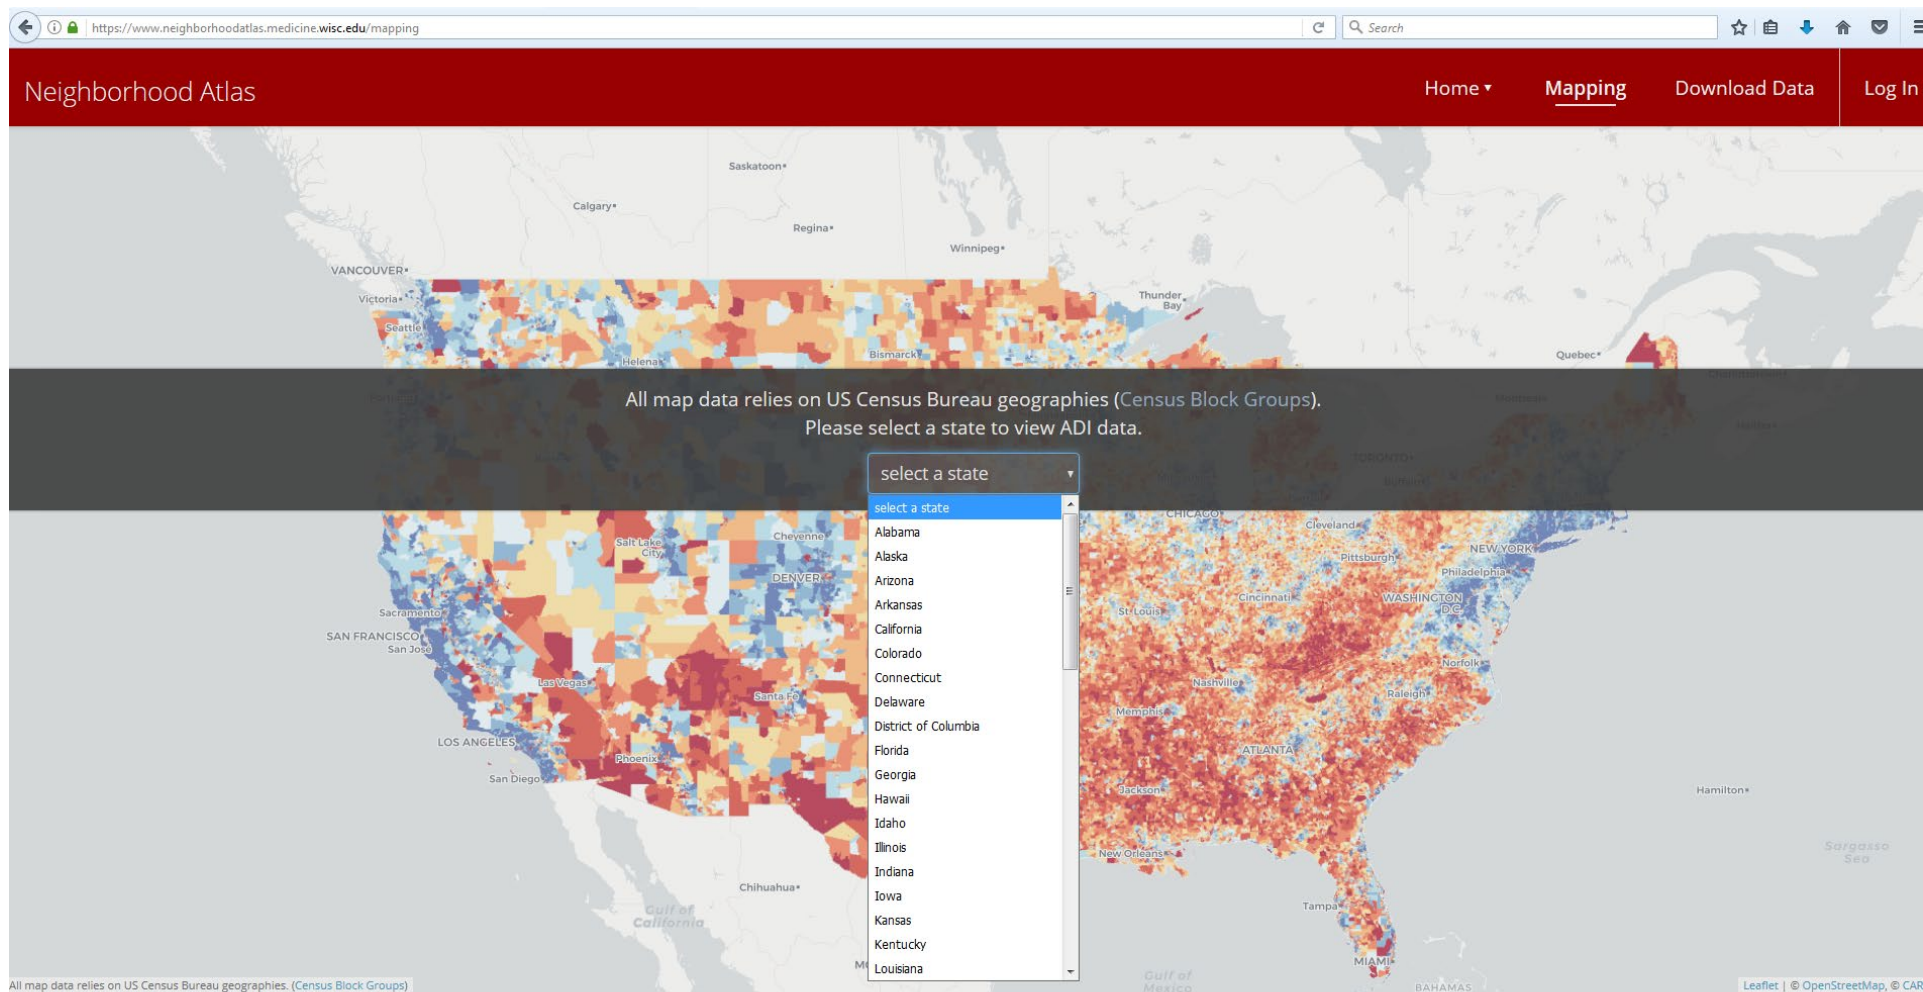 https://www.neighborhoodatlas.medicine.wisc.edu/mapping
Search
Neighborhood Atlas
Home ▾
Mapping
Download Data
Log In
Saskatoon
Calgary
Regina
Winnipeg
VANCOUVER
Victoria
Seattle
Thunder
Bay
Helena
Bismarck
Quebec
All map data relies on US Census Bureau geographies (Census Block Groups).
Please select a state to view ADI data.
TORONTO
select a state
select a state
Alabama
Alaska
Arizona
Arkansas
California
Colorado
Connecticut
Delaware
District of Columbia
Florida
Georgia
Hawaii
Idaho
Illinois
Indiana
Iowa
Kansas
Kentucky
Louisiana
CHICAGO
Cleveland
Salt Lake
City
Cheyenne
Pittsburgh
NEW YORK
Philadelphia
DENVER
Sacramento
St. Louis
Cincinnati
WASHINGTON
D.C.
SAN FRANCISCO
San Jose
Norfolk
Las Vegas
Santa Fe
Nashville
Raleigh
Memphis
LOS ANGELES
ATLANTA
Phoenix
San Diego
Jackson
Hamilton
New Orleans
Sargasso
Sea
Chihuahua
Gulf of
California
Tampa
MIAMI
Gulf of
Mexico
BAHAMAS
All map data relies on US Census Bureau geographies. (Census Block Groups)
Leaflet | © OpenStreetMap, © CAR